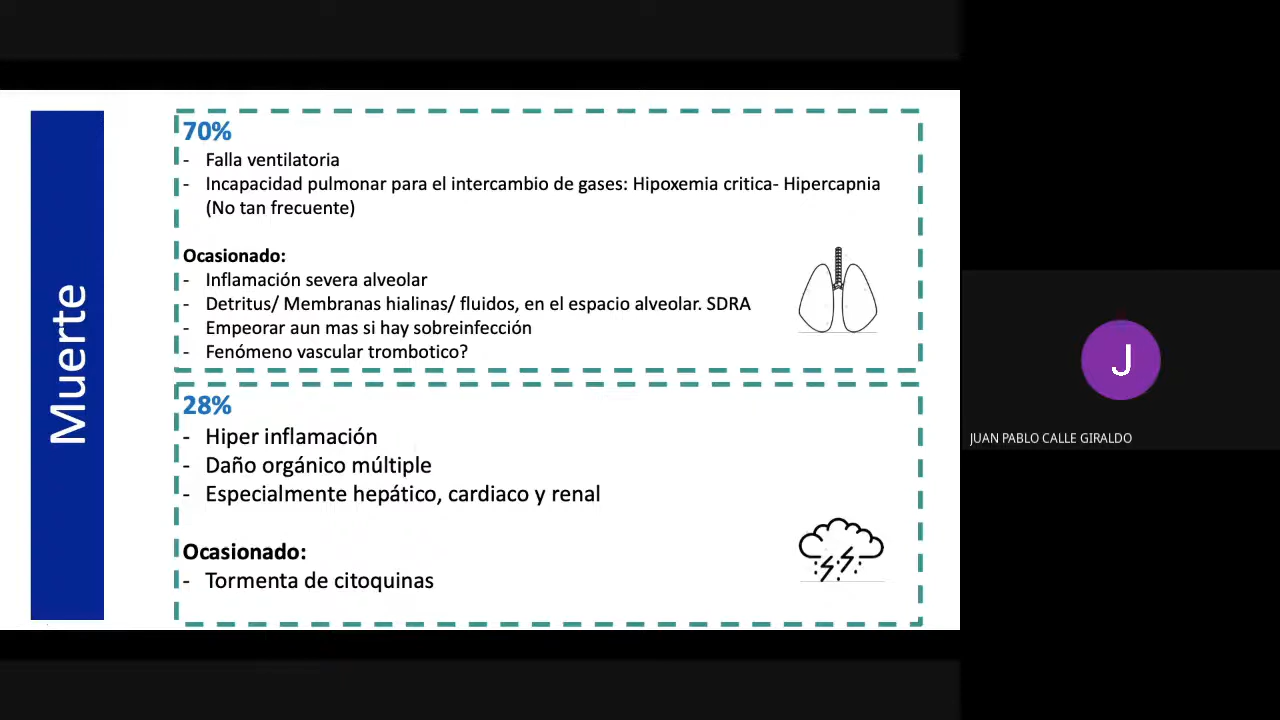 Muerte
70%
- Falla ventilatoria
- Incapacidad pulmonar para el intercambio de gases: Hipoxemia critica- Hipercapnia
(No tan frecuente)
Ocasionado:
- Inflamación severa alveolar
- Detritus/ Membranas hialinas/ fluidos, en el espacio alveolar. SDRA
- Empeorar aun mas si hay sobreinfección
- Fenómeno vascular trombotico?
28%
- Hiper inflamación
- Daño orgánico múltiple
- Especialmente hepático, cardiaco y renal
Ocasionado:
- Tormenta de citoquinas
J
JUAN PABLO CALLE GIRALDO